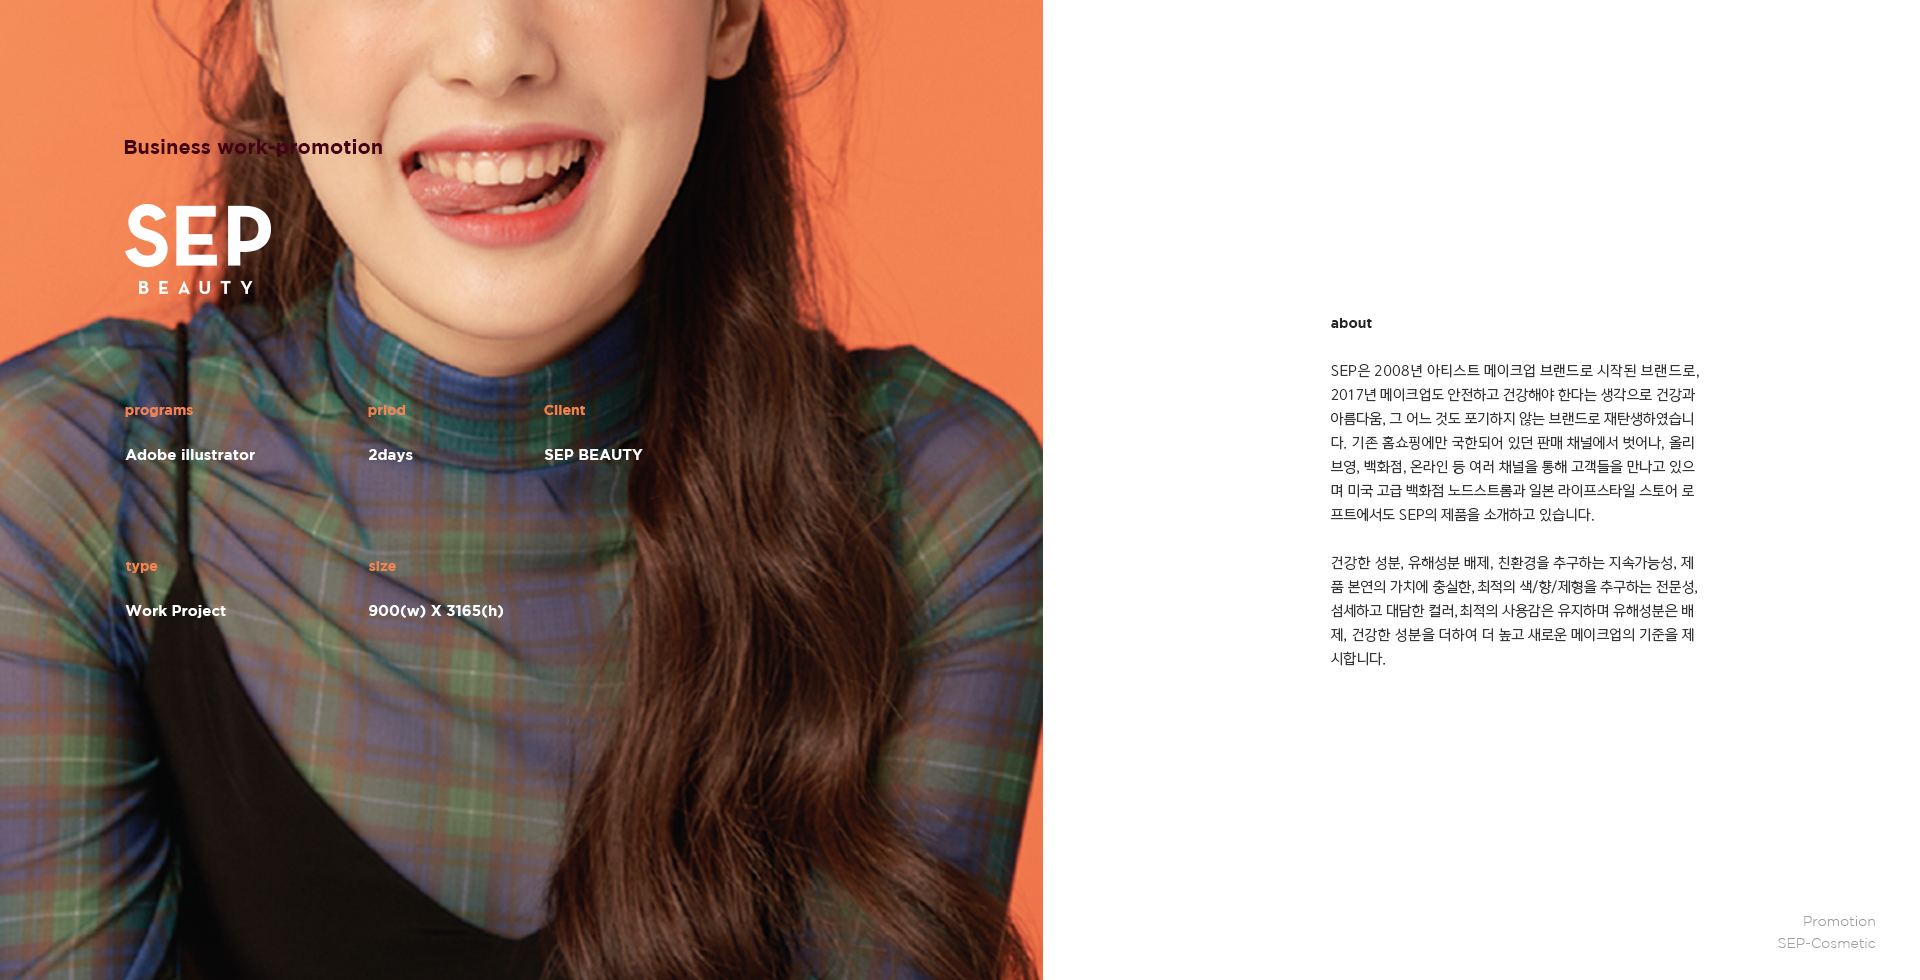 Business work-promotion
SEP
BEAUTY
programs
priod
Client
Adobe illustrator
2days
SEP BEAUTY
type
size
Work Project
900(w) X 3165(h)
about
SEP은 2008년 아티스트 메이크업 브랜드로 시작된 브랜드로,
2017년 메이크업도 안전하고 건강해야 한다는 생각으로 건강과
아름다움, 그 어느 것도 포기하지 않는 브랜드로 재탄생하였습니
다. 기존 홈쇼핑에만 국한되어 있던 판매 채널에서 벗어나, 올리
브영, 백화점, 온라인 등 여러 채널을 통해 고객들을 만나고 있으
며 미국 고급 백화점 노드스트롬과 일본 라이프스타일 스토어 로
프트에서도 SEP의 제품을 소개하고 있습니다.
건강한 성분, 유해성분 배제, 친환경을 추구하는 지속가능성, 제
품 본연의 가치에 충실한, 최적의 색/향/제형을 추구하는 전문성,
섬세하고 대담한 컬러, 최적의 사용감은 유지하며 유해성분은 배
제, 건강한 성분을 더하여 더 높고 새로운 메이크업의 기준을 제
시합니다.
Promotion
SEP-Cosmetic